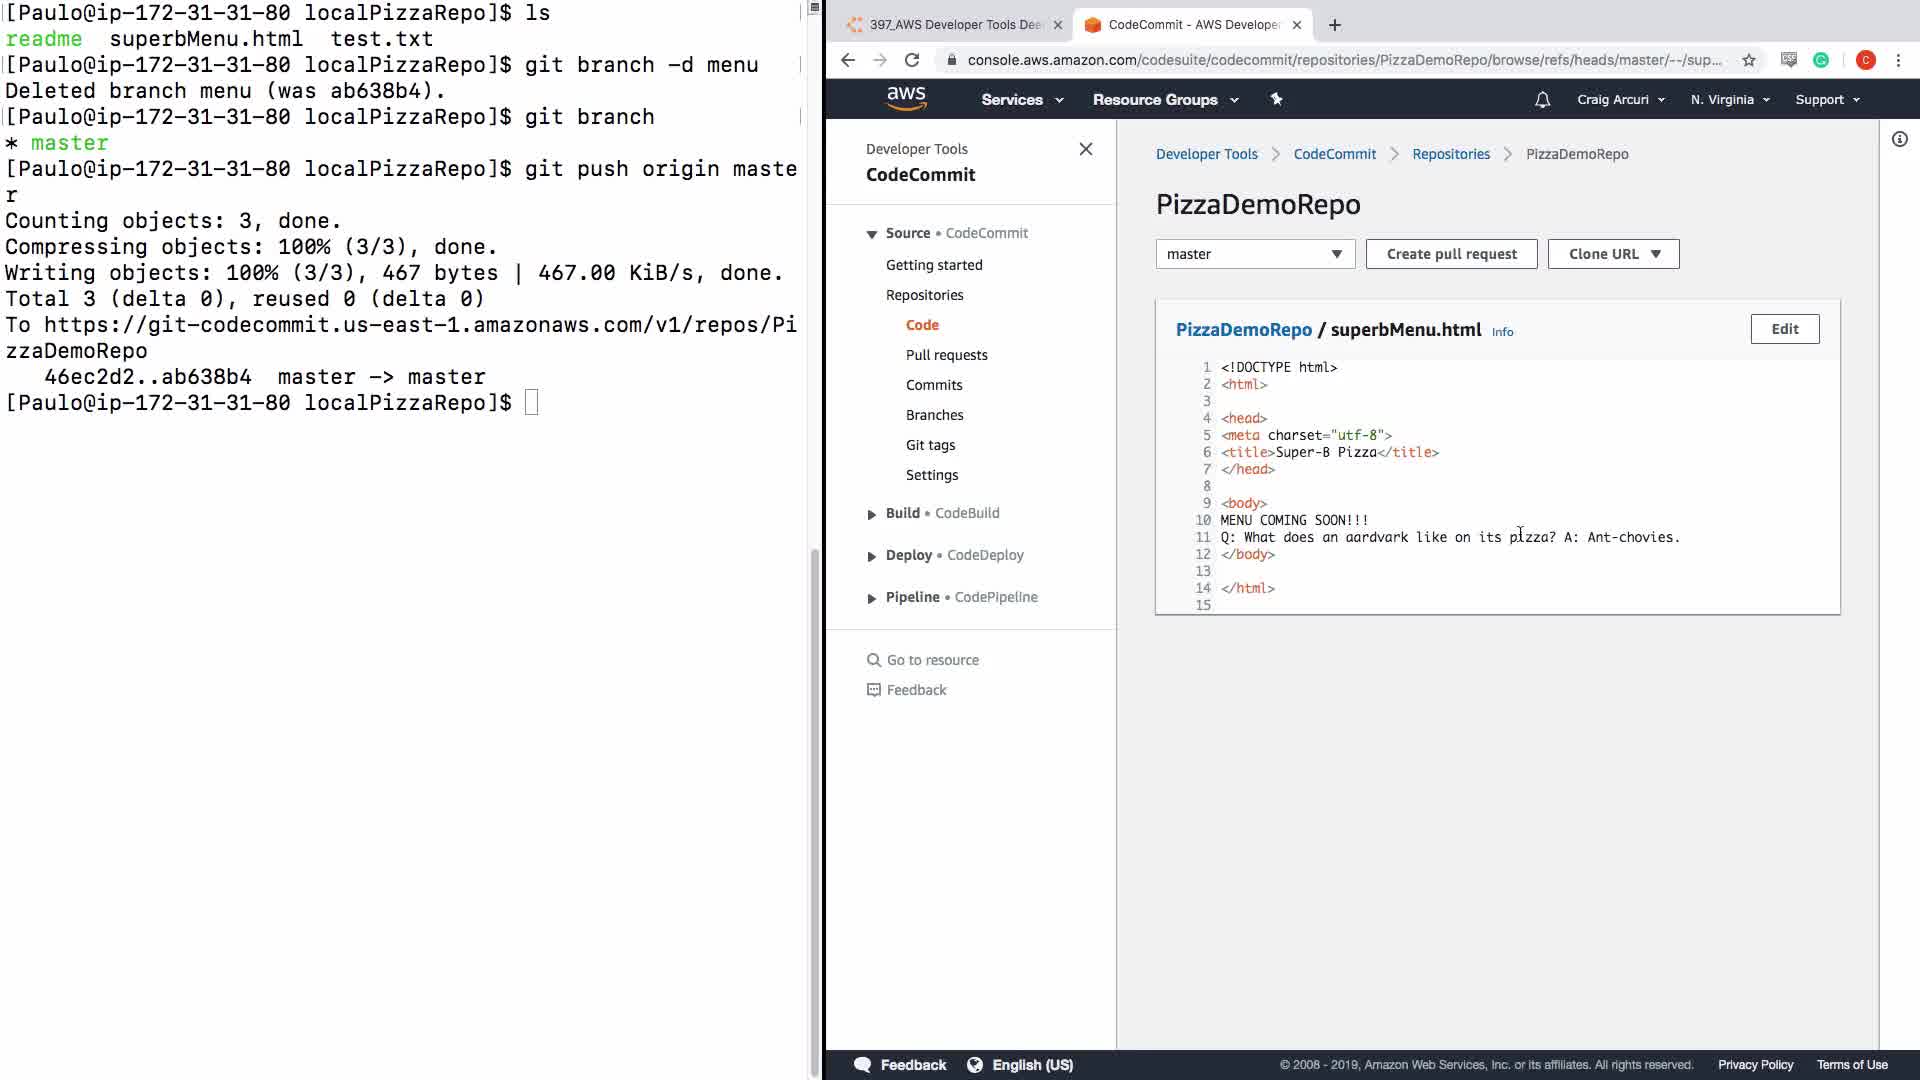 [Paulo@ip-172-31-31-80 localPizzaRepo]$ ls
readme  superbMenu.html  test.txt
[Paulo@ip-172-31-31-80 localPizzaRepo]$ git branch -d menu
Deleted branch menu (was ab638b4).
[Paulo@ip-172-31-31-80 localPizzaRepo]$ git branch
* master
[Paulo@ip-172-31-31-80 localPizzaRepo]$ git push origin maste
r
Counting objects: 3, done.
Compressing objects: 100% (3/3), done.
Writing objects: 100% (3/3), 467 bytes | 467.00 KiB/s, done.
Total 3 (delta 0), reused 0 (delta 0)
To https://git-codecommit.us-east-1.amazonaws.com/v1/repos/Pi
zzaDemoRepo
46ec2d2..ab638b4  master -> master
[Paulo@ip-172-31-31-80 localPizzaRepo]$
397_AWS Developer Tools Dee
CodeCommit - AWS Developer
console.aws.amazon.com/codesuite/codecommit/repositories/PizzaDemoRepo/browse/refs/heads/master/--/sup...
C
aws
Services
Resource Groups
Craig Arcuri
N. Virginia
Support
Developer Tools
CodeCommit
Source • CodeCommit
Getting started
Repositories
Code
Pull requests
Commits
Branches
Git tags
Settings
Build • CodeBuild
Deploy • CodeDeploy
Pipeline • CodePipeline
Go to resource
Feedback
Developer Tools > CodeCommit > Repositories > PizzaDemoRepo
PizzaDemoRepo
master
Create pull request
Clone URL
PizzaDemoRepo / superbMenu.html Info
Edit
1 <!DOCTYPE html>
2 <html>
3
4 <head>
5 <meta charset="utf-8">
6 <title>Super-B Pizza</title>
7 </head>
8
9 <body>
10 MENU COMING SOON!!!
11 Q: What does an aardvark like on its pizza? A: Ant-chovies.
12 </body>
13
14 </html>
15
Feedback
English (US)
© 2008 - 2019, Amazon Web Services, Inc. or its affiliates. All rights reserved.
Privacy Policy
Terms of Use